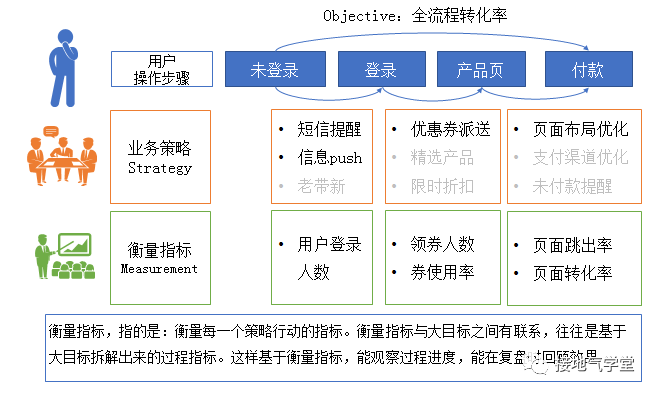 Objective：全流程转化率
用户
操作步骤
未登录
登录
产品页
付款
业务策略
Strategy
• 短信提醒
• 信息push
• 老带新
• 优惠券派送
• 精选产品
• 限时折扣
• 页面布局优化
• 支付渠道优化
• 未付款提醒
衡量指标
Measurement
• 用户登录
人数
• 领券人数
• 券使用率
• 页面跳出率
• 页面转化率
衡量指标，指的是：衡量每一个策略行动的指标。衡量指标与大目标之间有联系，往往是基于
大目标拆解出来的过程指标。这样基于衡量指标，能观察过程进度，能在复盘时回顾效果
接地气学堂